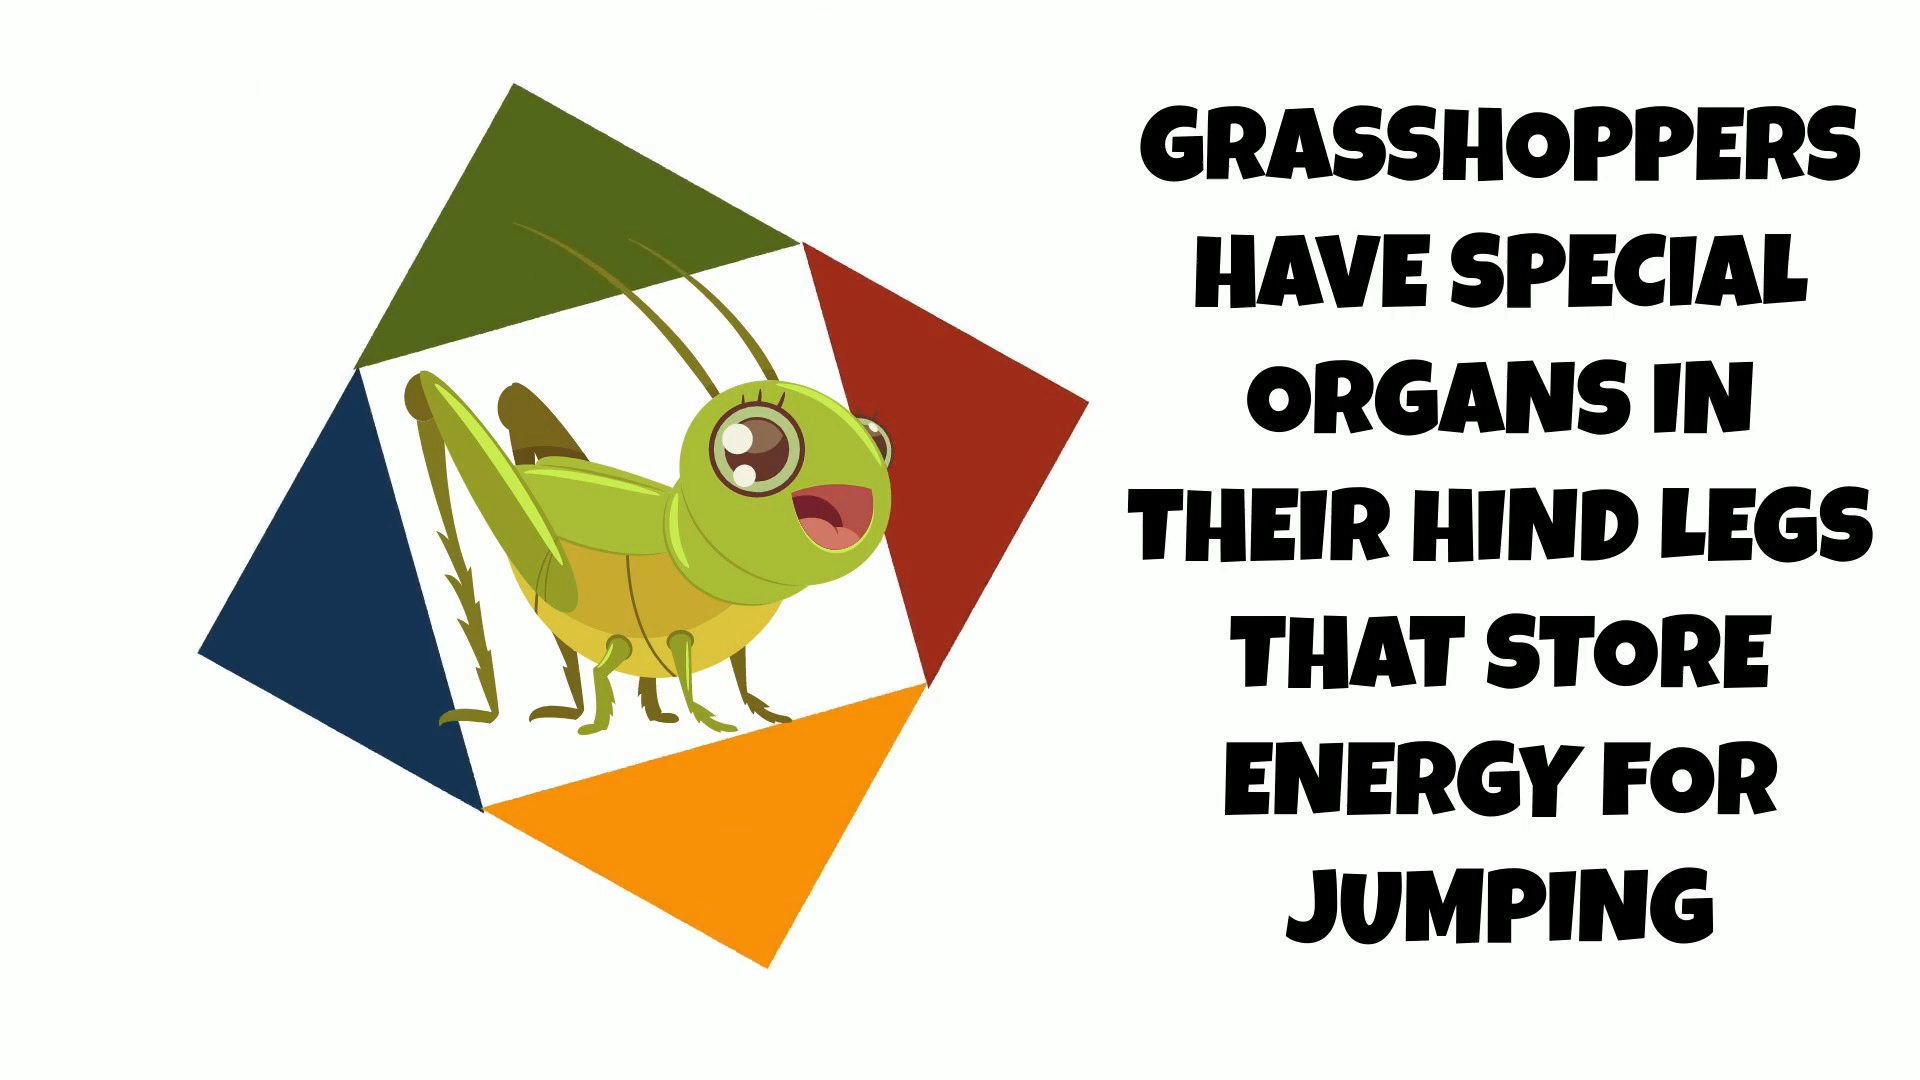 GRASSHOPPERS
HAVE SPECIAL
ORGANS IN
THEIR HIND LEGS
THAT STORE
ENERGY FOR
JUMPING